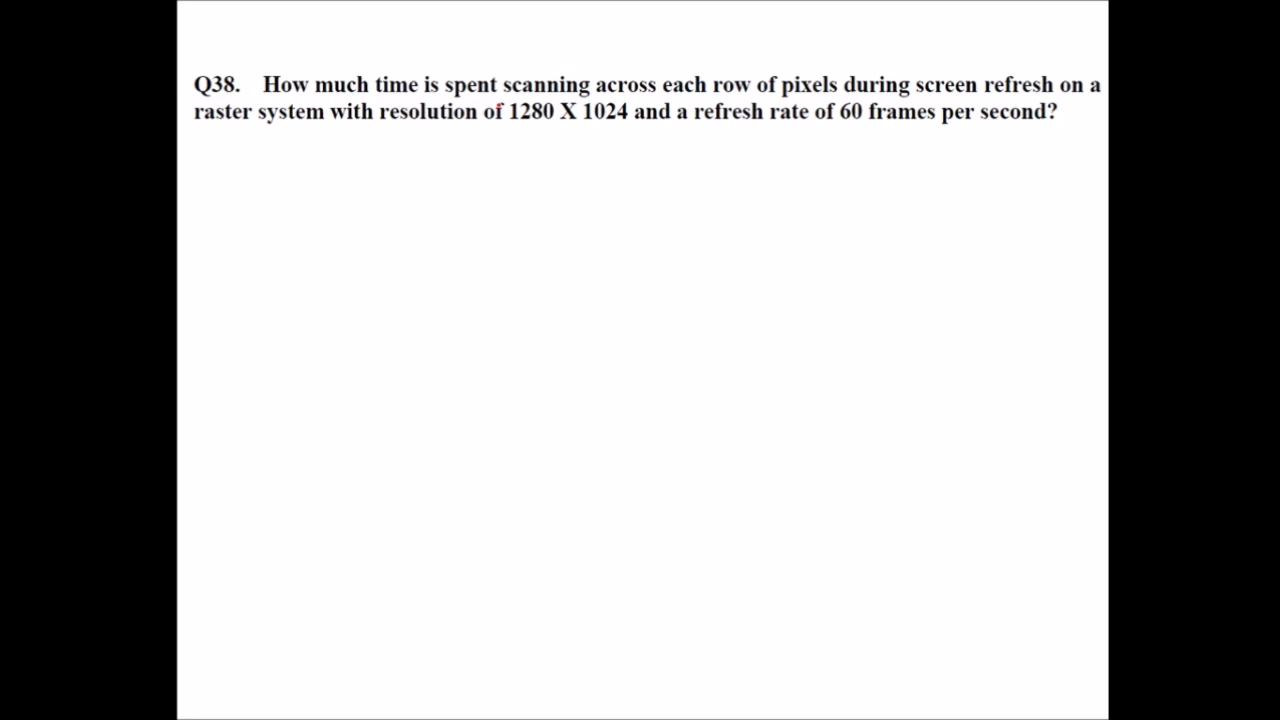 Q38. How much time is spent scanning across each row of pixels during screen refresh on a
raster system with resolution of 1280 X 1024 and a refresh rate of 60 frames per second?